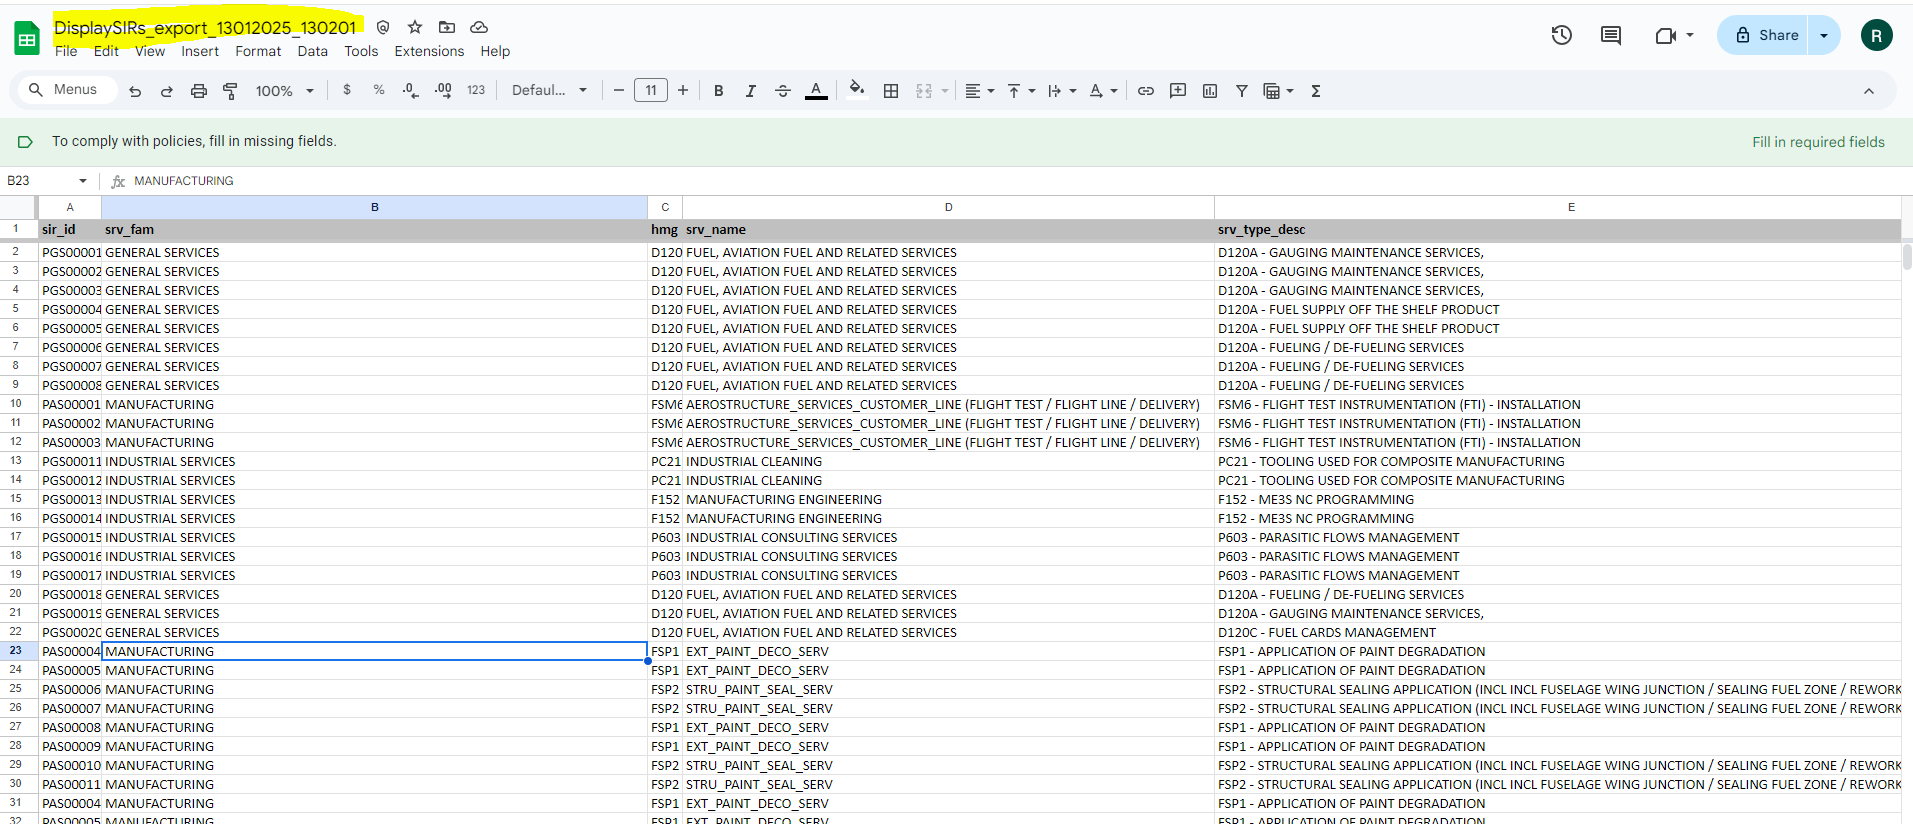 DisplaySIRs_export_13012025_130201
File Edit View Insert Format Data Tools Extensions Help
Share
R
Menus 100% $ % .0 .00 123 Defaul... 11 B I S A
To comply with policies, fill in missing fields. Fill in required fields
B23 fx MANUFACTURING
A B C D E
1 sir_id srv_fam hmg srv_name srv_type_desc
2 PGS00001 GENERAL SERVICES D120 FUEL, AVIATION FUEL AND RELATED SERVICES D120A - GAUGING MAINTENANCE SERVICES,
3 PGS00002 GENERAL SERVICES D120 FUEL, AVIATION FUEL AND RELATED SERVICES D120A - GAUGING MAINTENANCE SERVICES,
4 PGS00003 GENERAL SERVICES D120 FUEL, AVIATION FUEL AND RELATED SERVICES D120A - GAUGING MAINTENANCE SERVICES,
5 PGS00004 GENERAL SERVICES D120 FUEL, AVIATION FUEL AND RELATED SERVICES D120A - FUEL SUPPLY OFF THE SHELF PRODUCT
6 PGS00005 GENERAL SERVICES D120 FUEL, AVIATION FUEL AND RELATED SERVICES D120A - FUEL SUPPLY OFF THE SHELF PRODUCT
7 PGS00006 GENERAL SERVICES D120 FUEL, AVIATION FUEL AND RELATED SERVICES D120A - FUELING / DE-FUELING SERVICES
8 PGS00007 GENERAL SERVICES D120 FUEL, AVIATION FUEL AND RELATED SERVICES D120A - FUELING / DE-FUELING SERVICES
9 PGS00008 GENERAL SERVICES D120 FUEL, AVIATION FUEL AND RELATED SERVICES D120A - FUELING / DE-FUELING SERVICES
10 PAS00001 MANUFACTURING FSM6 AEROSTRUCTURE_SERVICES_CUSTOMER_LINE (FLIGHT TEST / FLIGHT LINE / DELIVERY) FSM6 - FLIGHT TEST INSTRUMENTATION (FTI) - INSTALLATION
11 PAS00002 MANUFACTURING FSM6 AEROSTRUCTURE_SERVICES_CUSTOMER_LINE (FLIGHT TEST / FLIGHT LINE / DELIVERY) FSM6 - FLIGHT TEST INSTRUMENTATION (FTI) - INSTALLATION
12 PAS00003 MANUFACTURING FSM6 AEROSTRUCTURE_SERVICES_CUSTOMER_LINE (FLIGHT TEST / FLIGHT LINE / DELIVERY) FSM6 - FLIGHT TEST INSTRUMENTATION (FTI) - INSTALLATION
13 PGS00011 INDUSTRIAL SERVICES PC21 INDUSTRIAL CLEANING PC21 - TOOLING USED FOR COMPOSITE MANUFACTURING
14 PGS00012 INDUSTRIAL SERVICES PC21 INDUSTRIAL CLEANING PC21 - TOOLING USED FOR COMPOSITE MANUFACTURING
15 PGS00013 INDUSTRIAL SERVICES F152 MANUFACTURING ENGINEERING F152 - ME3S NC PROGRAMMING
16 PGS00014 INDUSTRIAL SERVICES F152 MANUFACTURING ENGINEERING F152 - ME3S NC PROGRAMMING
17 PGS00015 INDUSTRIAL SERVICES P603 INDUSTRIAL CONSULTING SERVICES P603 - PARASITIC FLOWS MANAGEMENT
18 PGS00016 INDUSTRIAL SERVICES P603 INDUSTRIAL CONSULTING SERVICES P603 - PARASITIC FLOWS MANAGEMENT
19 PGS00017 INDUSTRIAL SERVICES P603 INDUSTRIAL CONSULTING SERVICES P603 - PARASITIC FLOWS MANAGEMENT
20 PGS00018 GENERAL SERVICES D120 FUEL, AVIATION FUEL AND RELATED SERVICES D120A - FUELING / DE-FUELING SERVICES
21 PGS00019 GENERAL SERVICES D120 FUEL, AVIATION FUEL AND RELATED SERVICES D120A - GAUGING MAINTENANCE SERVICES,
22 PGS00020 GENERAL SERVICES D120 FUEL, AVIATION FUEL AND RELATED SERVICES D120C - FUEL CARDS MANAGEMENT
23 PAS00004 MANUFACTURING FSP1 EXT_PAINT_DECO_SERV FSP1 - APPLICATION OF PAINT DEGRADATION
24 PAS00005 MANUFACTURING FSP1 EXT_PAINT_DECO_SERV FSP1 - APPLICATION OF PAINT DEGRADATION
25 PAS00006 MANUFACTURING FSP2 STRU_PAINT_SEAL_SERV FSP2 - STRUCTURAL SEALING APPLICATION (INCL INCL FUSELAGE WING JUNCTION / SEALING FUEL ZONE / REWORK
26 PAS00007 MANUFACTURING FSP2 STRU_PAINT_SEAL_SERV FSP2 - STRUCTURAL SEALING APPLICATION (INCL INCL FUSELAGE WING JUNCTION / SEALING FUEL ZONE / REWORK
27 PAS00008 MANUFACTURING FSP1 EXT_PAINT_DECO_SERV FSP1 - APPLICATION OF PAINT DEGRADATION
28 PAS00009 MANUFACTURING FSP1 EXT_PAINT_DECO_SERV FSP1 - APPLICATION OF PAINT DEGRADATION
29 PAS00010 MANUFACTURING FSP2 STRU_PAINT_SEAL_SERV FSP2 - STRUCTURAL SEALING APPLICATION (INCL INCL FUSELAGE WING JUNCTION / SEALING FUEL ZONE / REWORK
30 PAS00011 MANUFACTURING FSP2 STRU_PAINT_SEAL_SERV FSP2 - STRUCTURAL SEALING APPLICATION (INCL INCL FUSELAGE WING JUNCTION / SEALING FUEL ZONE / REWORK
31 PAS00004 MANUFACTURING FSP1 EXT_PAINT_DECO_SERV FSP1 - APPLICATION OF PAINT DEGRADATION
32 PAS00005 MANUFACTURING FSP1 EXT_PAINT_DECO_SERV FSP1 - APPLICATION OF PAINT DEGRADATION